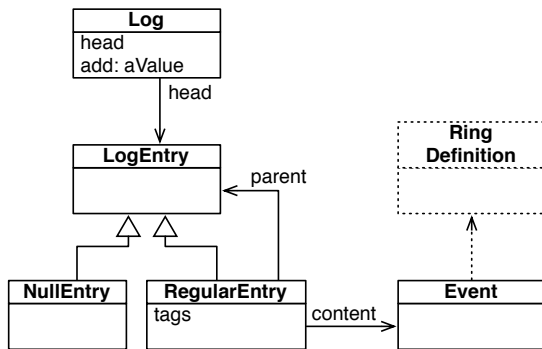 Log
head
add: aValue
head
LogEntry
Ring
Definition
parent
NullEntry
RegularEntry
tags
content
Event